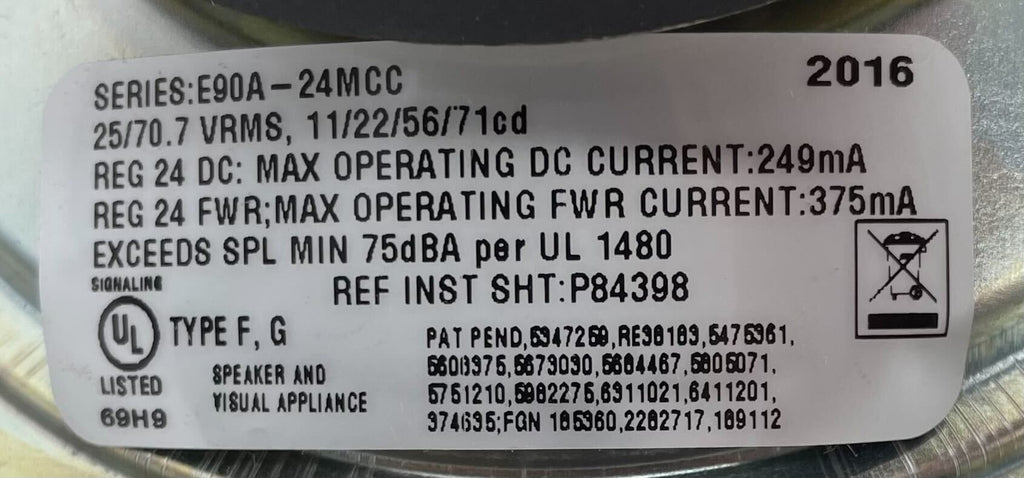 2016
SERIES:E90A-24MCC
25/70.7 VRMS, 11/22/56/71cd
REG 24 DC: MAX OPERATING DC CURRENT:249mA
REG 24 FWR;MAX OPERATING FWR CURRENT:375mA
EXCEEDS SPL MIN 75dBA per UL 1480
REF INST SHT:P84398
SIGNALING
UL
LISTED
69H9
TYPE F, G
SPEAKER AND
VISUAL APPLIANCE
PAT PEND,5347259,RE38183,5475361,
5608375,5673030,5684467,5805071,
5751210,5982275,6311021,6411201,
374635;FGN 185360,2282717,189112